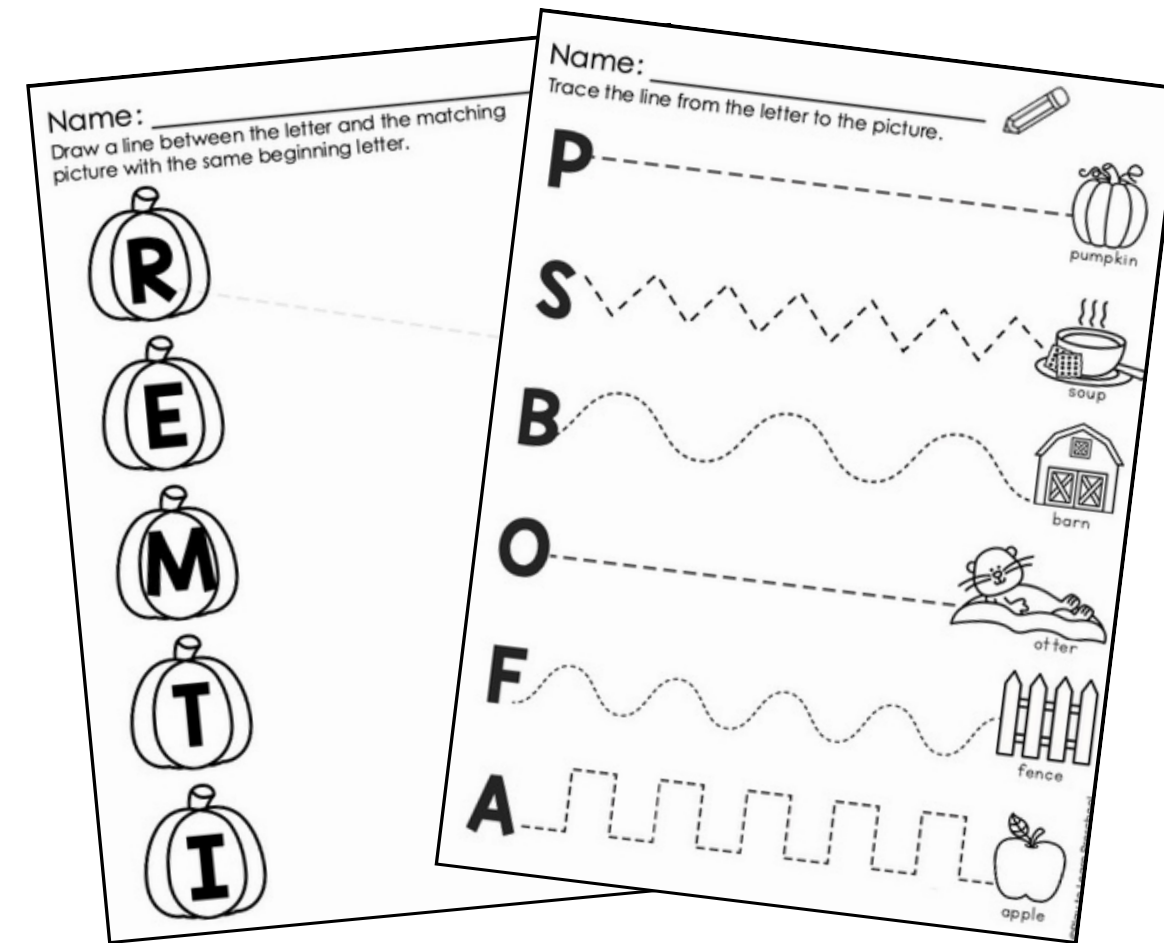 Name:
Draw a line between the letter and the matching
picture with the same beginning letter.
R
E
M
T
I
Name:
Trace the line from the letter to the picture.
P
pumpkin
S
soup
B
barn
O
otter
F
fence
A
apple